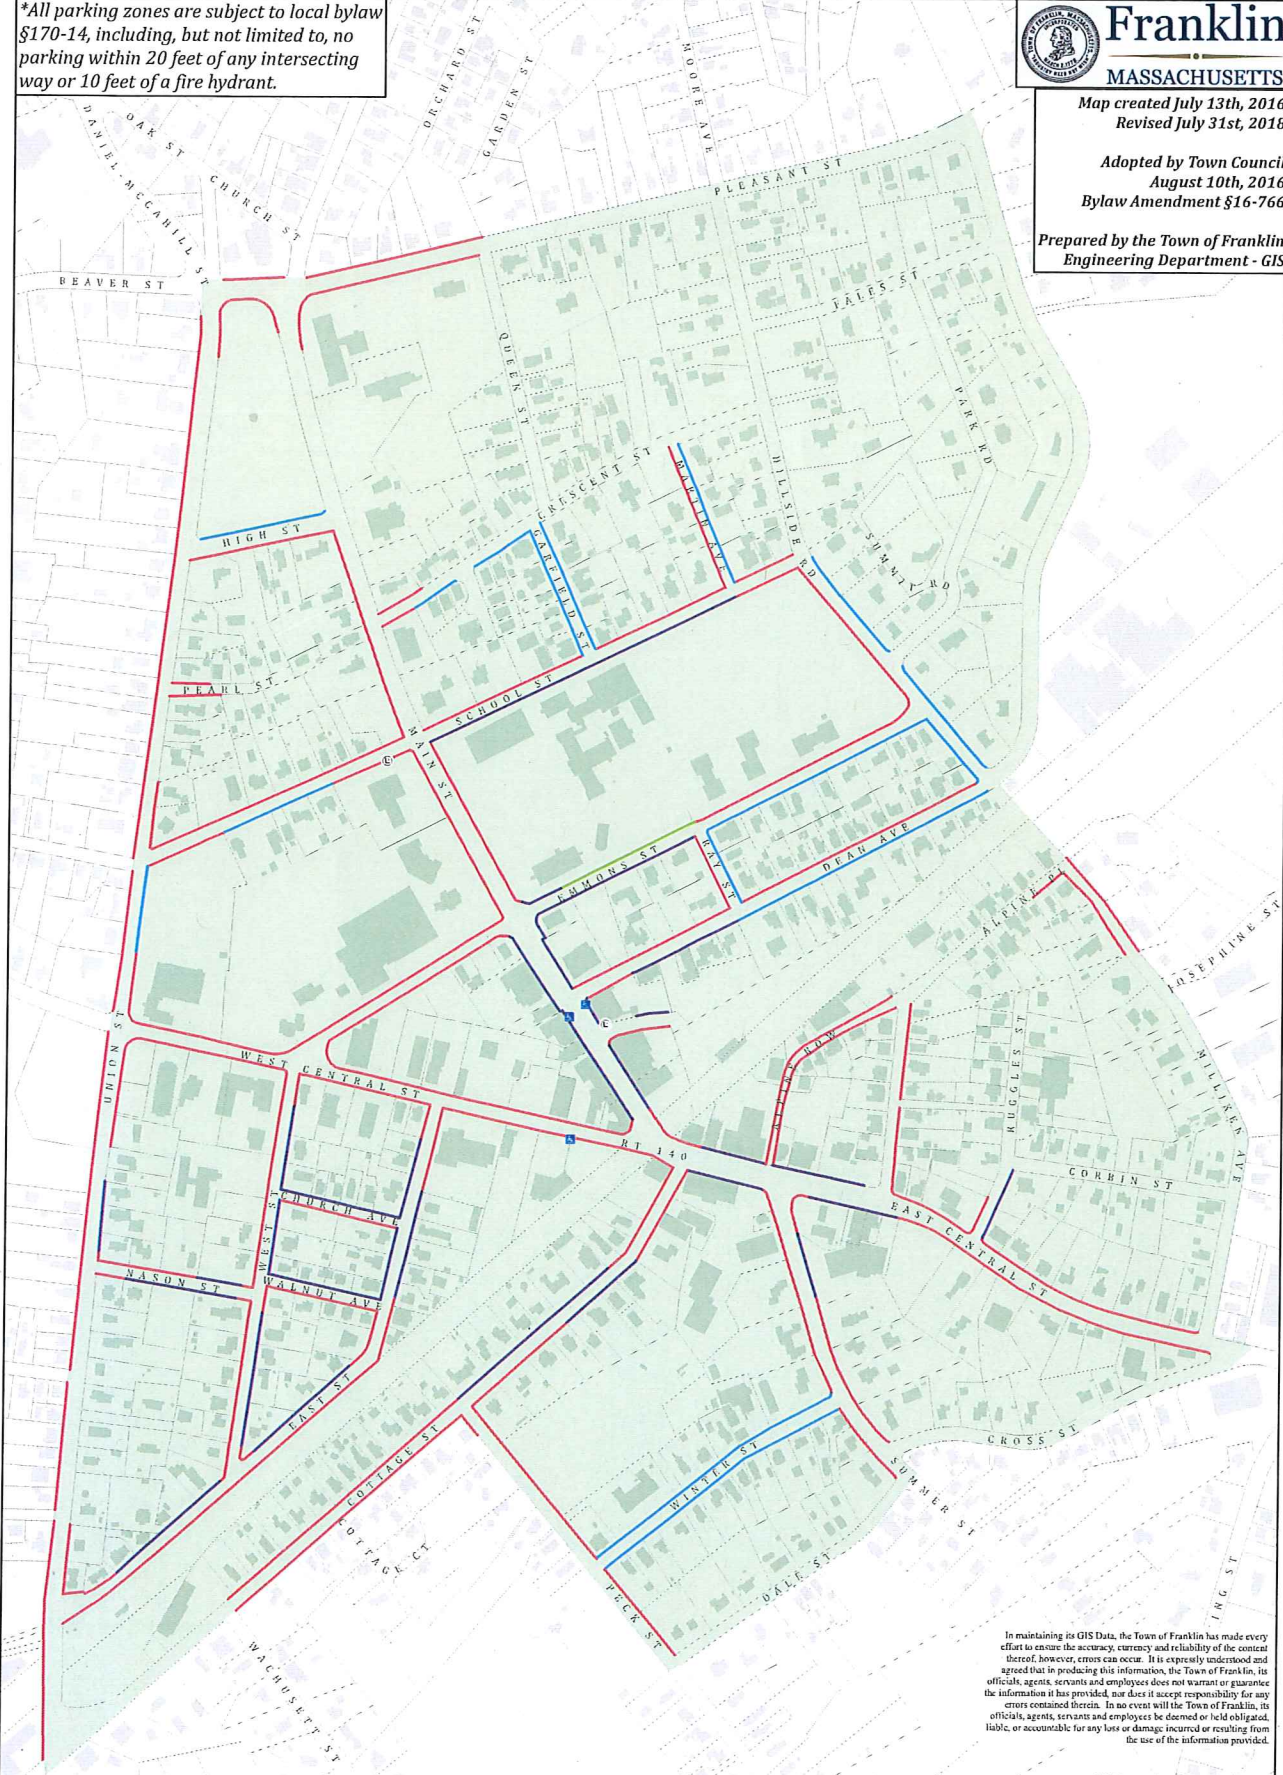 *All parking zones are subject to local bylaw
§170-14, including, but not limited to, no
parking within 20 feet of any intersecting
way or 10 feet of a fire hydrant.
Franklin
MASSACHUSETTS
Map created July 13th, 2016
Revised July 31st, 2018
Adopted by Town Council
August 10th, 2016
Bylaw Amendment §16-766
Prepared by the Town of Franklin
Engineering Department - GIS
ORCHARD ST
GARDEN ST
MOORE AVE
OAK ST
DANIEL-MCCAHILL ST
CHURCH ST
PLEASANT ST
BEAVER ST
FALES ST
QUEEN ST
PARK RD
CRESCENT ST
MARTIN AVE
HILLSIDE RD
HIGH ST
GARFIELD ST
SUMMIT RD
PEARL ST
SCHOOL ST
MAIN ST
EMMONS ST
RAY ST
DEAN AVE
ALPINE PL
JOSEPHINE ST
UNION ST
WEST CENTRAL ST
ALPINE ROW
RUGGLES ST
MILLIKEN AVE
RT 140
CORBIN ST
CHURCH AVE
WEST ST
EAST CENTRAL ST
NASON ST
WALNUT AVE
EAST ST
COTTAGE ST
CROSS ST
WINTER ST
SUMMER ST
COTTAGE CT
DALE ST
PECK ST
ING ST
WACHUSETT ST
In maintaining its GIS Data, the Town of Franklin has made every
effort to ensure the accuracy, currency and reliability of the content
thereof, however, errors can occur. It is expressly understood and
agreed that in producing this information, the Town of Franklin, its
officials, agents, servants and employees does not warrant or guarantee
the information it has provided, nor does it accept responsibility for any
errors contained therein. In no event will the Town of Franklin, its
officials, agents, servants and employees be deemed or held obligated,
liable, or accountable for any loss or damage incurred or resulting from
the use of the information provided.